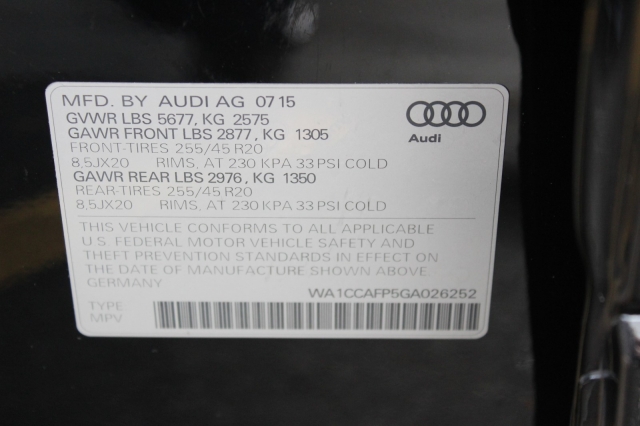 MFD. BY AUDI AG 07 15
GVWR LBS 5677, KG 2575
GAWR FRONT LBS 2877, KG 1305
FRONT-TIRES 255/45 R20
8,5JX20 RIMS, AT 230 KPA 33 PSI COLD
GAWR REAR LBS 2976, KG 1350
REAR-TIRES 255/45 R20
8,5JX20 RIMS, AT 230 KPA 33 PSI COLD
Audi
THIS VEHICLE CONFORMS TO ALL APPLICABLE
U.S. FEDERAL MOTOR VEHICLE SAFETY AND
THEFT PREVENTION STANDARDS IN EFFECT ON
THE DATE OF MANUFACTURE SHOWN ABOVE
GERMANY
WA1CCAFP5GA026252
TYPE
MPV